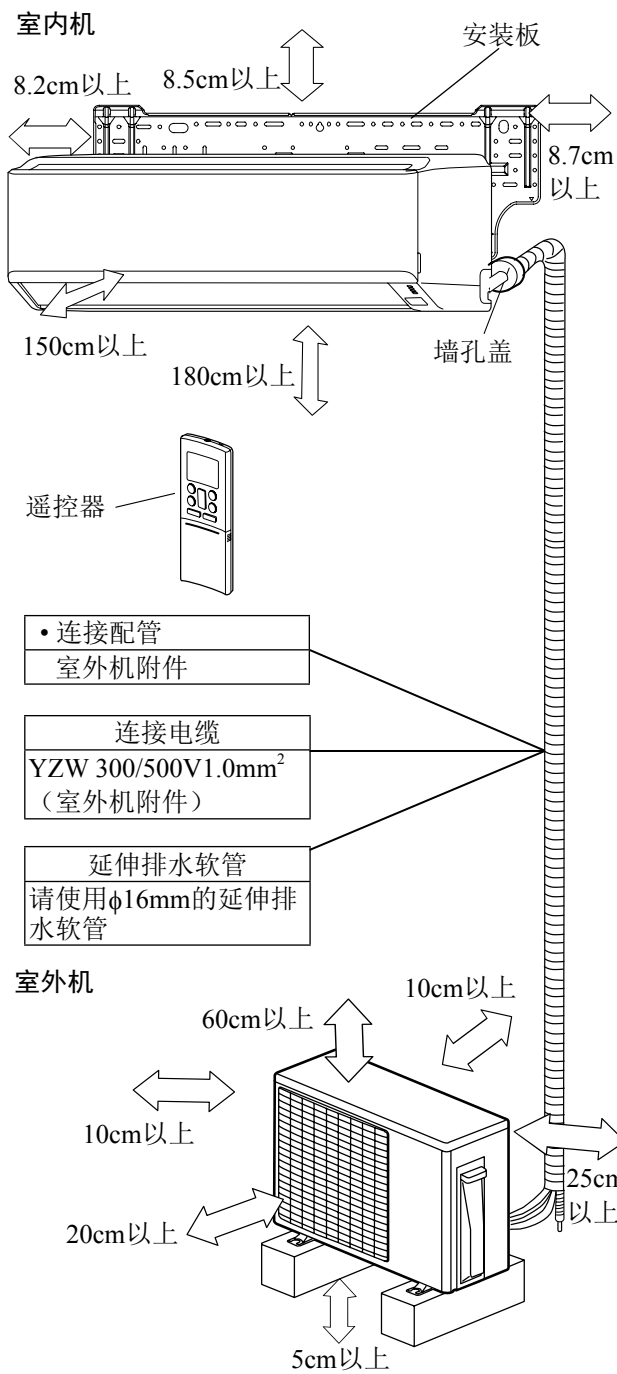 室内机
安装板
8.2cm以上
8.5cm以上
8.7cm
以上
150cm以上
墙孔盖
180cm以上
遥控器
• 连接配管
室外机附件
连接电缆
YZW 300/500V1.0mm²
（室外机附件）
延伸排水软管
请使用ϕ16mm的延伸排
水软管
室外机
10cm以上
60cm以上
10cm以上
25cm
以上
20cm以上
5cm以上